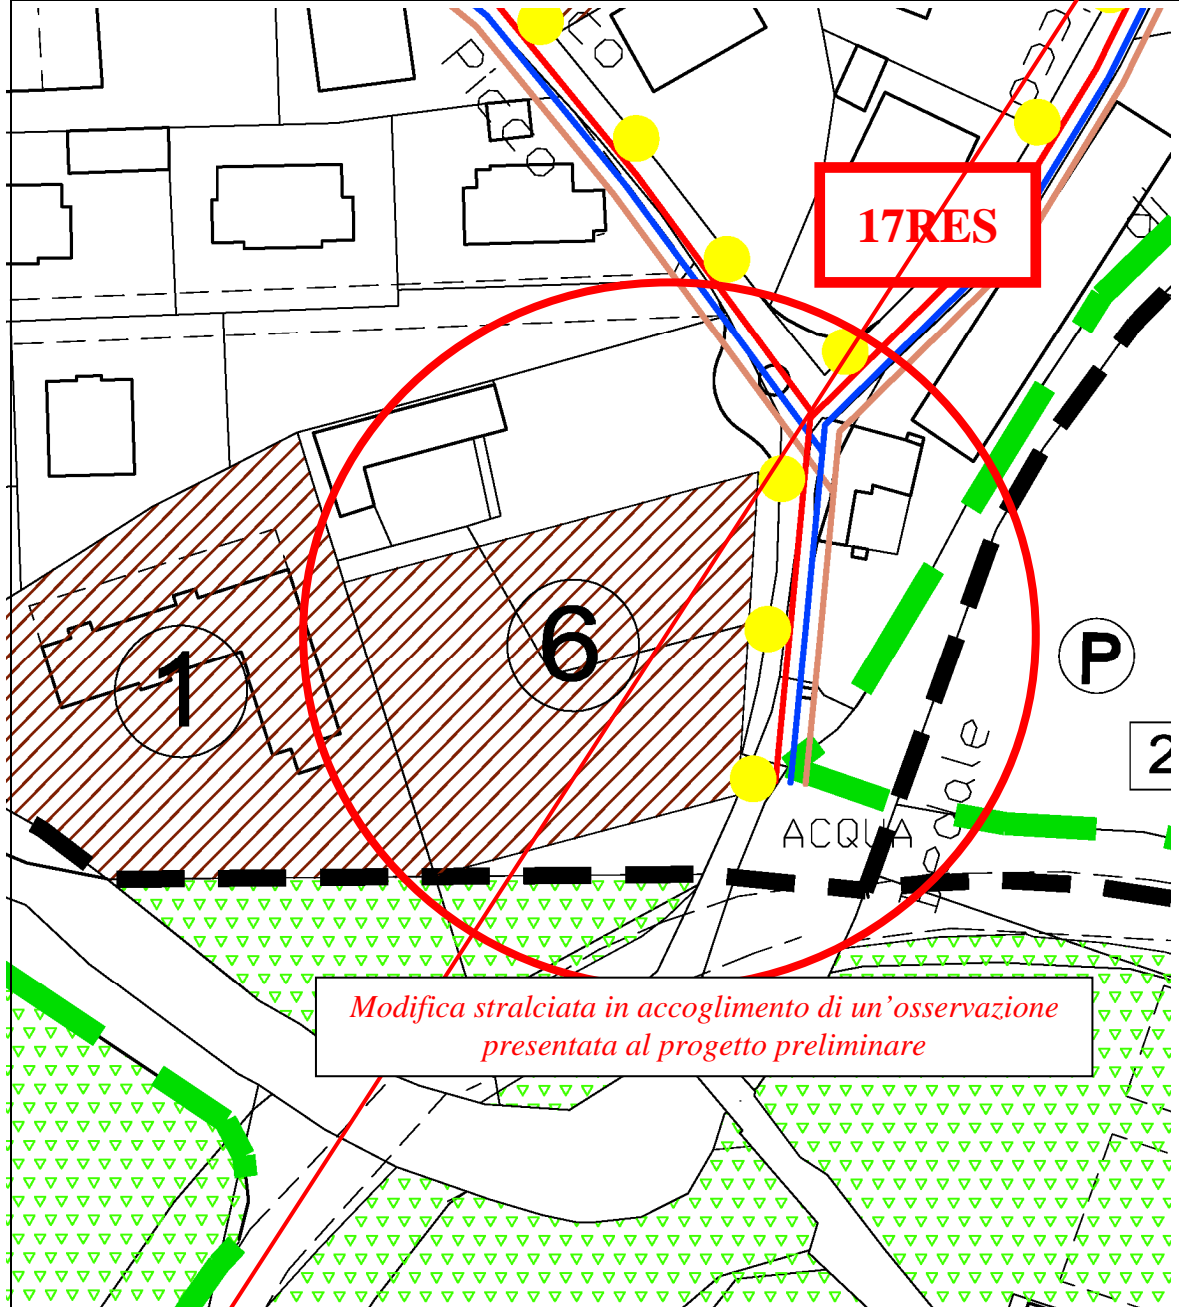 17RES
1
6
P
2
ACQUA
Modifica stralciata in accoglimento di un'osservazione
presentata al progetto preliminare